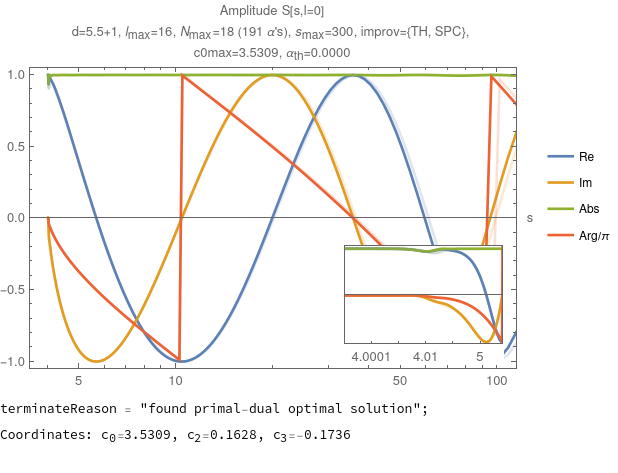 Amplitude S[s,l=0]
d=5.5+1, lmax=16, Nmax=18 (191 α's), smax=300, improv={TH, SPC},
c0max=3.5309, αth=0.0000
1.0
0.5
0.0
−0.5
−1.0
s
Re
Im
Abs
Arg/π
4.0001 4.01 5
5 10 50 100
terminateReason = "found primal-dual optimal solution";
Coordinates: c0=3.5309, c2=0.1628, c3=-0.1736